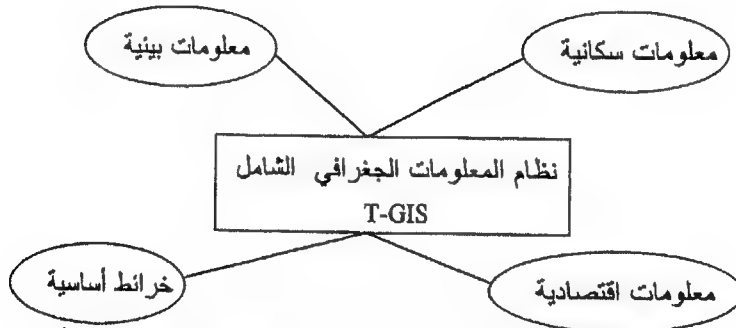 معلومات سكانية
معلومات بيئية
نظام المعلومات الجغرافي الشامل
T-GIS
خرائط أساسية
معلومات اقتصادية